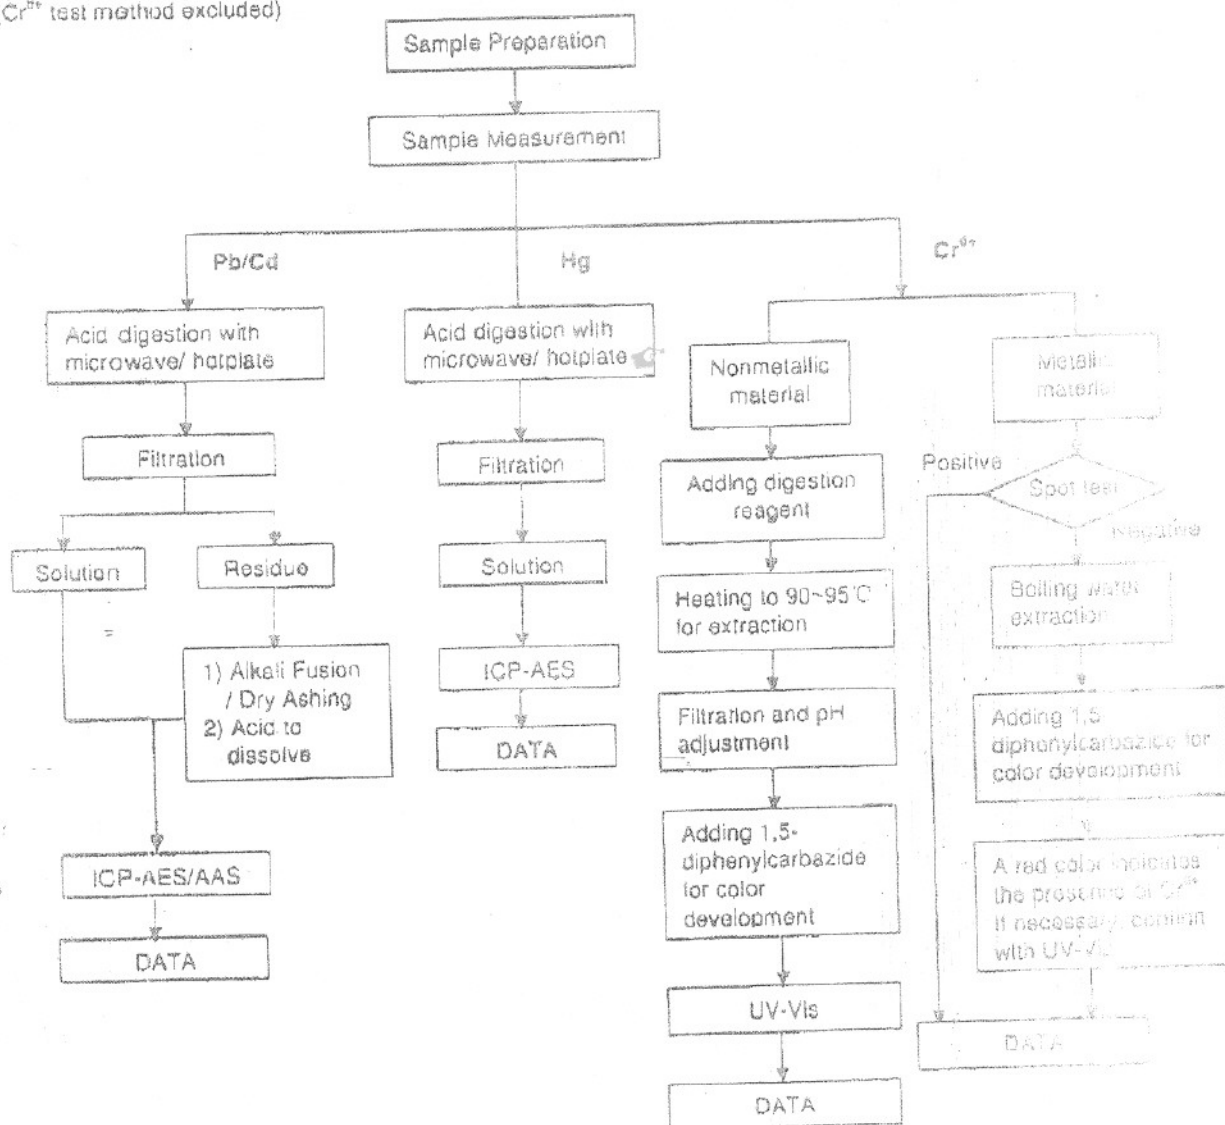 Cr⁶⁺ test method excluded)
Sample Preparation
Sample Measurement
Pb/Cd
Hg
Cr⁶⁺
Acid digestion with
microwave/ hotplate
Filtration
Solution
Residue
1) Alkali Fusion
/ Dry Ashing
2) Acid to
dissolve
ICP-AES/AAS
DATA
Acid digestion with
microwave/ hotplate
Filtration
Solution
ICP-AES
DATA
Nonmetallic
material
Adding digestion
reagent
Heating to 90~95℃
for extraction
Filtration and pH
adjustment
Adding 1,5-
diphenylcarbazide
for color
development
UV-Vis
DATA
Metallic
material
Spot test
Positive
Negative
Boiling water
extraction
Adding 1,5
diphenylcarbazide for
color development
A red color indicates
the presence of Cr⁶⁺
If necessary, confirm
with UV-Vis
DATA